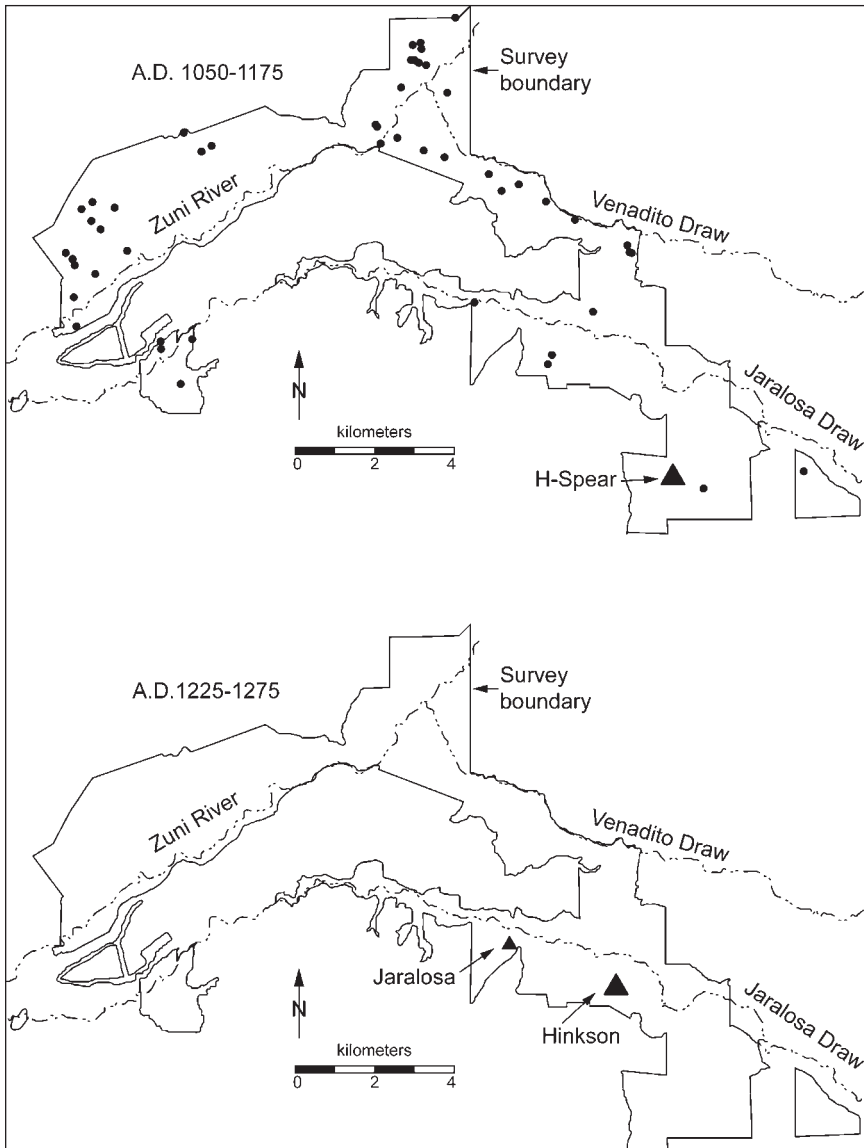 A.D. 1050-1175
Survey
boundary
Zuni River
Venadito Draw
N
kilometers
0 2 4
Jaralosa Draw
H-Spear
A.D.1225-1275
Survey
boundary
Zuni River
Venadito Draw
Jaralosa
N
Hinkson
Jaralosa Draw
kilometers
0 2 4